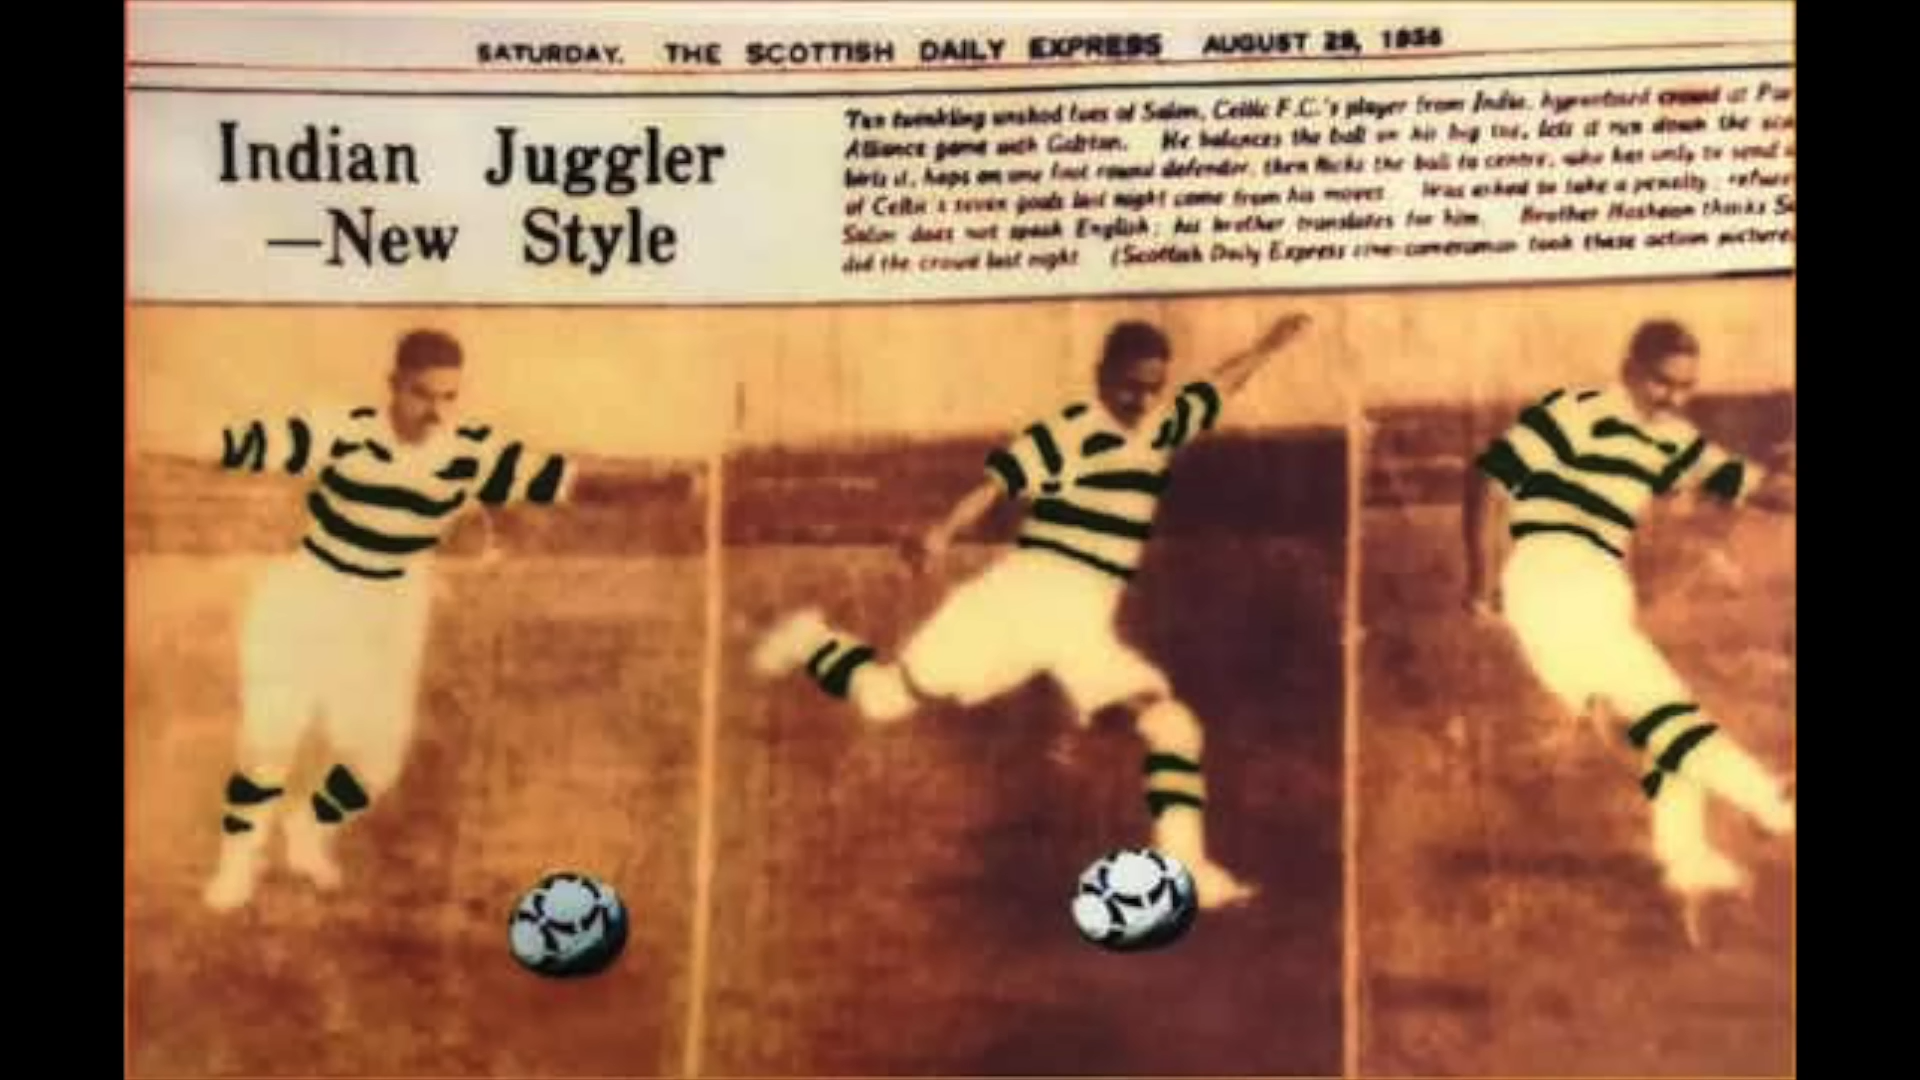 SATURDAY. THE SCOTTISH DAILY EXPRESS AUGUST 29, 1936
Indian Juggler
—New Style
Ten twinkling unshod toes of Salim, Celtic F.C.'s player from India, hypnotised crowd at
Alliance game with Galston. He balances the ball on his big toe, lets it run down the
it, hops on one foot round defender, then flicks the ball to centre, who has only to send
of Celtic's seven goals last night came from his moves. Was asked to take a penalty,
Salim does not speak English; his brother translates for him. Brother Hasheem thinks
did the crowd last night. (Scottish Daily Express cine-cameraman took these action